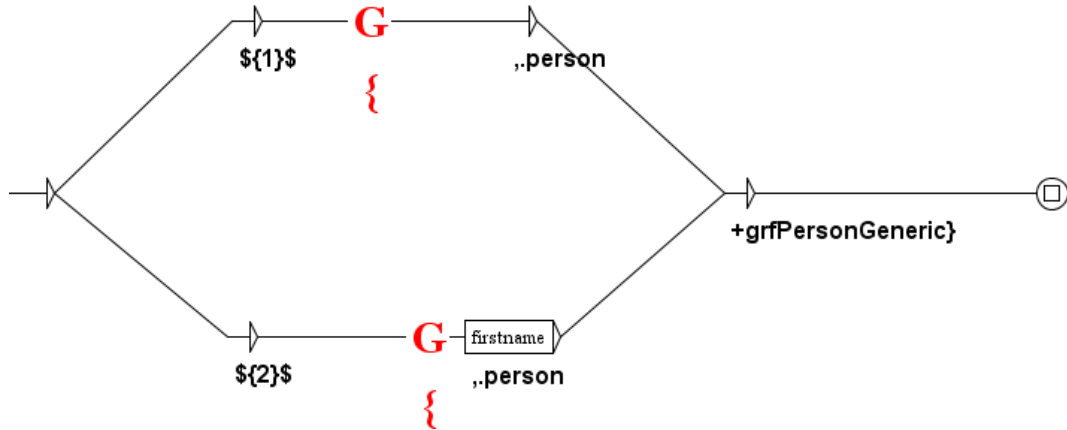 G
${1}$
,.person
{
+grfPersonGeneric}
G
firstname
${2}$
,.person
{